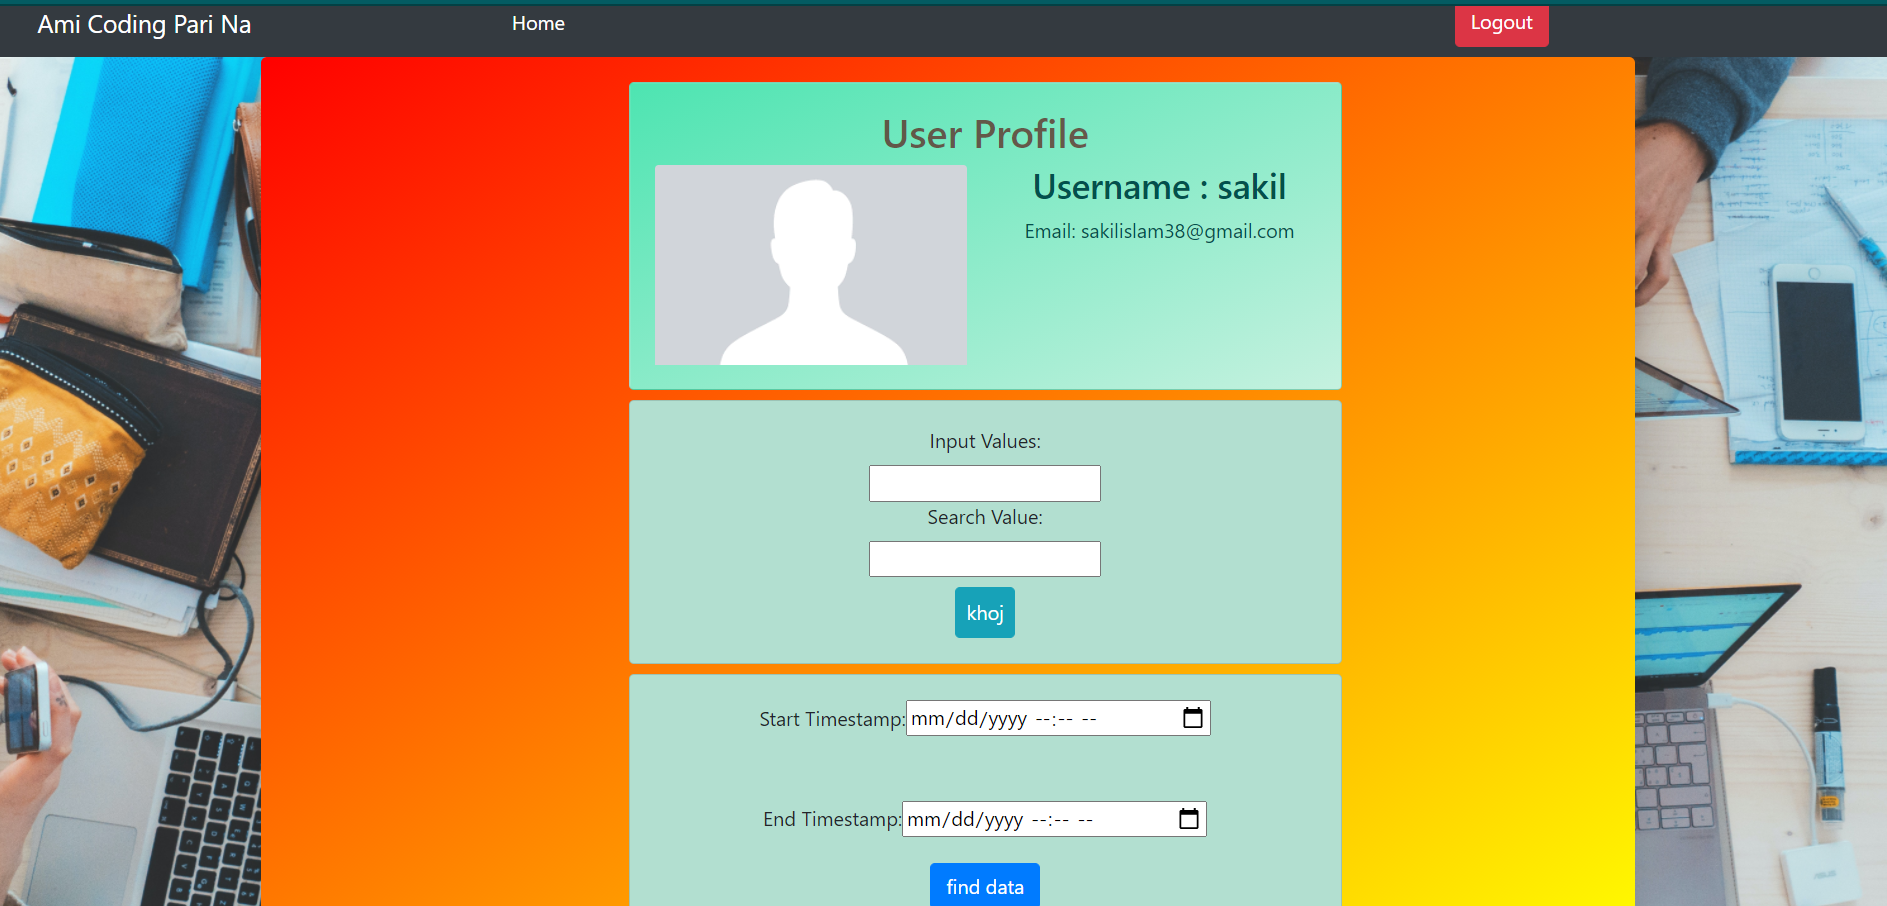 Ami Coding Pari Na Home Logout
User Profile
Username : sakil
Email: sakilislam38@gmail.com
Input Values:
Search Value:
khoj
Start Timestamp: mm/dd/yyyy --:-- --
End Timestamp: mm/dd/yyyy --:-- --
find data